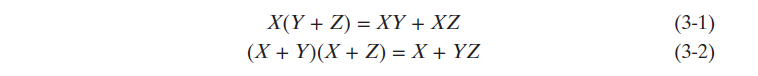 X(Y + Z) = XY + XZ (3-1)
(X + Y)(X + Z) = X + YZ (3-2)